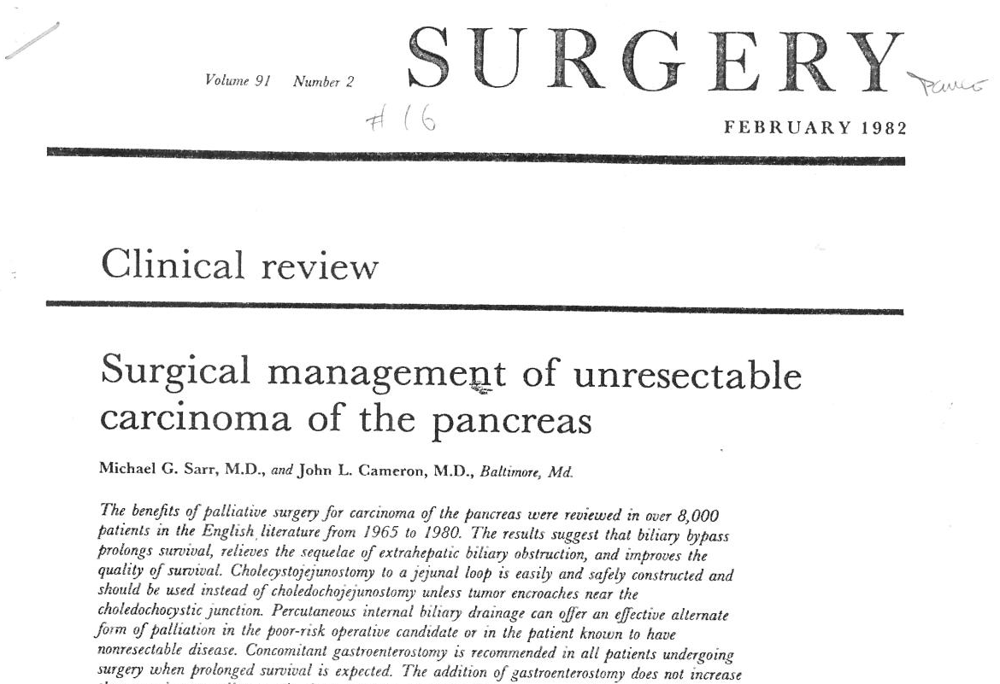 SURGERY
Volume 91 Number 2
# 16
FEBRUARY 1982
Clinical review
Surgical management of unresectable
carcinoma of the pancreas
Michael G. Sarr, M.D., and John L. Cameron, M.D., Baltimore, Md.
The benefits of palliative surgery for carcinoma of the pancreas were reviewed in over 8,000
patients in the English literature from 1965 to 1980. The results suggest that biliary bypass
prolongs survival, relieves the sequelae of extrahepatic biliary obstruction, and improves the
quality of survival. Cholecystojejunostomy to a jejunal loop is easily and safely constructed and
should be used instead of choledochojejunostomy unless tumor encroaches near the
choledochocystic junction. Percutaneous internal biliary drainage can offer an effective alternate
form of palliation in the poor-risk operative candidate or in the patient known to have
nonresectable disease. Concomitant gastroenterostomy is recommended in all patients undergoing
surgery when prolonged survival is expected. The addition of gastroenterostomy does not increase